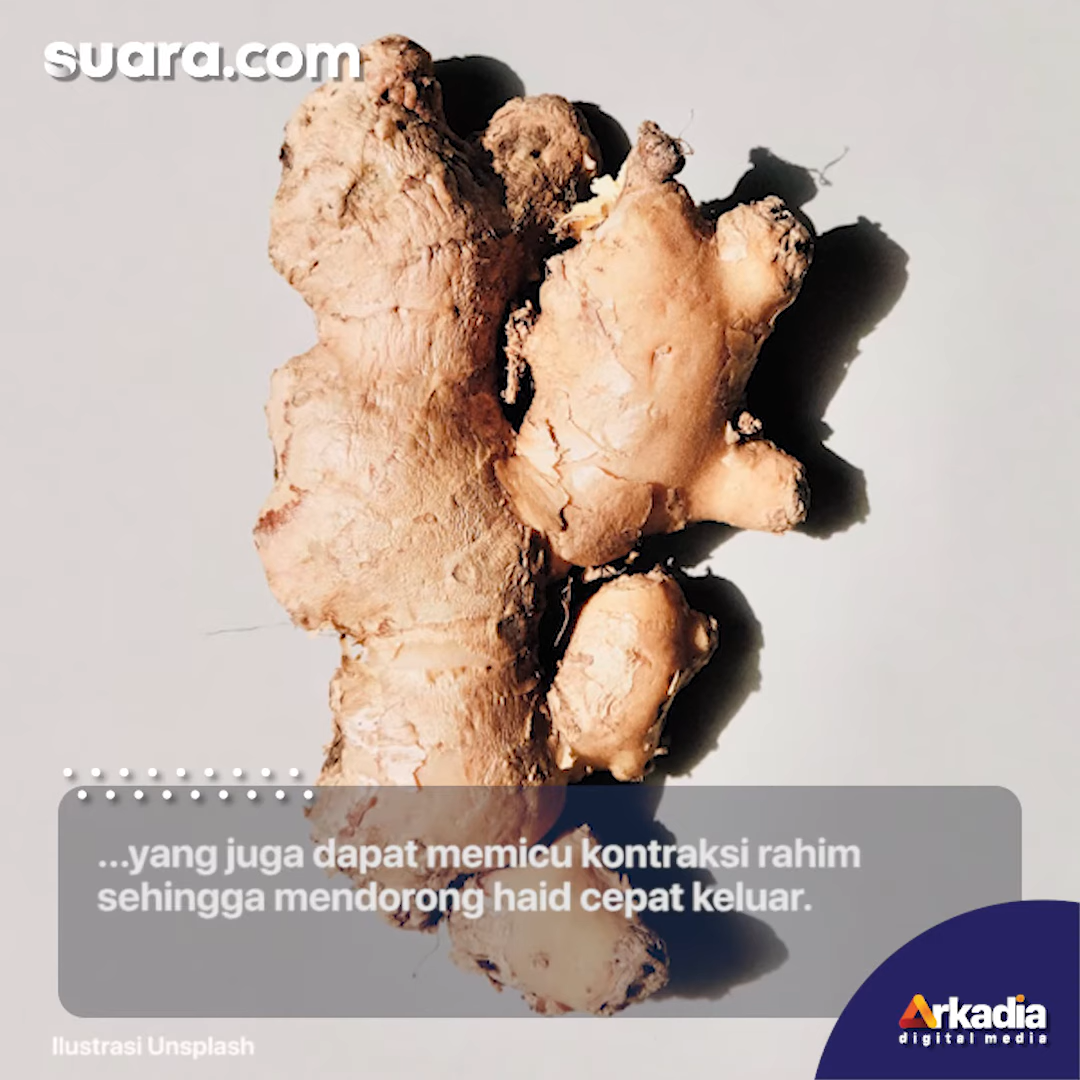 suara.com
...yang juga dapat memicu kontraksi rahim
sehingga mendorong haid cepat keluar.
Ilustrasi Unsplash
Arkadia
digital media